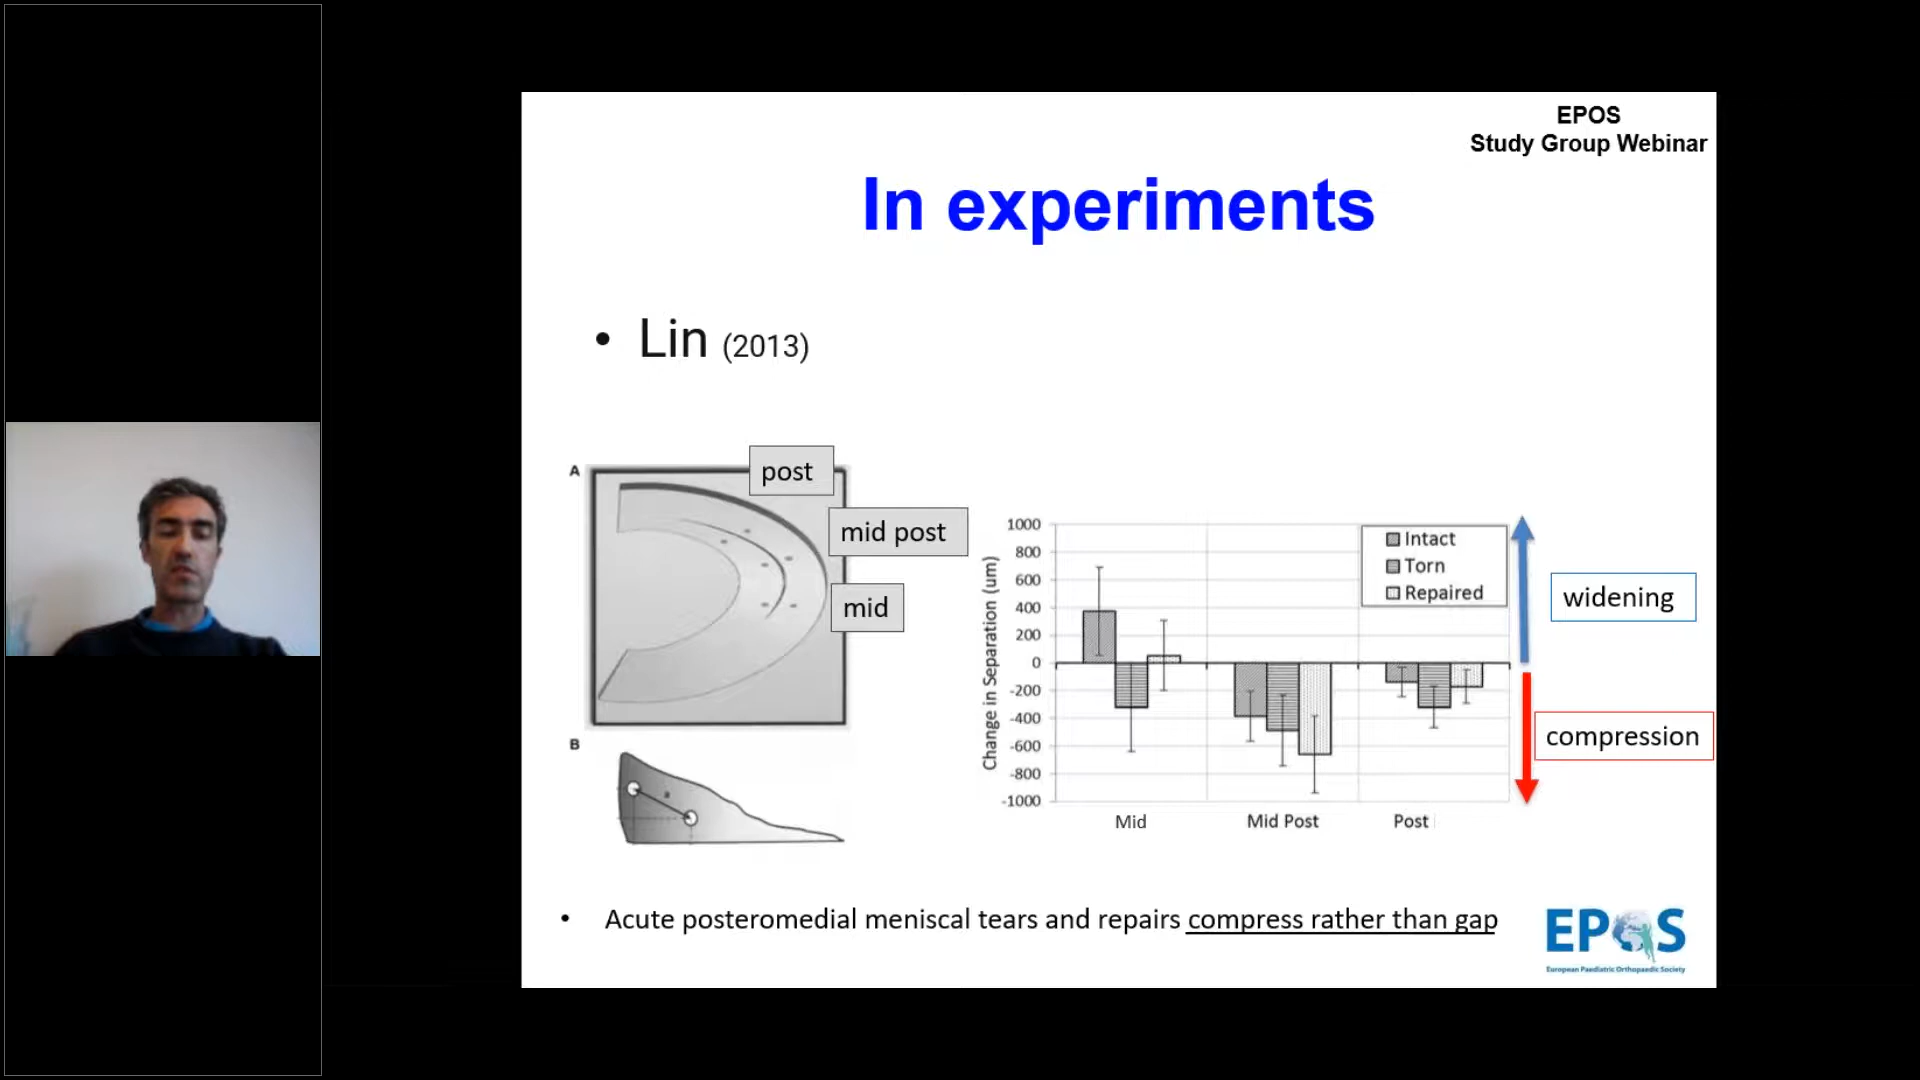 EPOS
Study Group Webinar
In experiments
• Lin (2013)
A
post
mid post
mid
B
a
Change in Separation (um)
1000
800
600
400
200
0
-200
-400
-600
-800
-1000
Intact
Torn
Repaired
Mid
Mid Post
Post
widening
compression
• Acute posteromedial meniscal tears and repairs compress rather than gap
EPOS
European Paediatric Orthopaedic Society